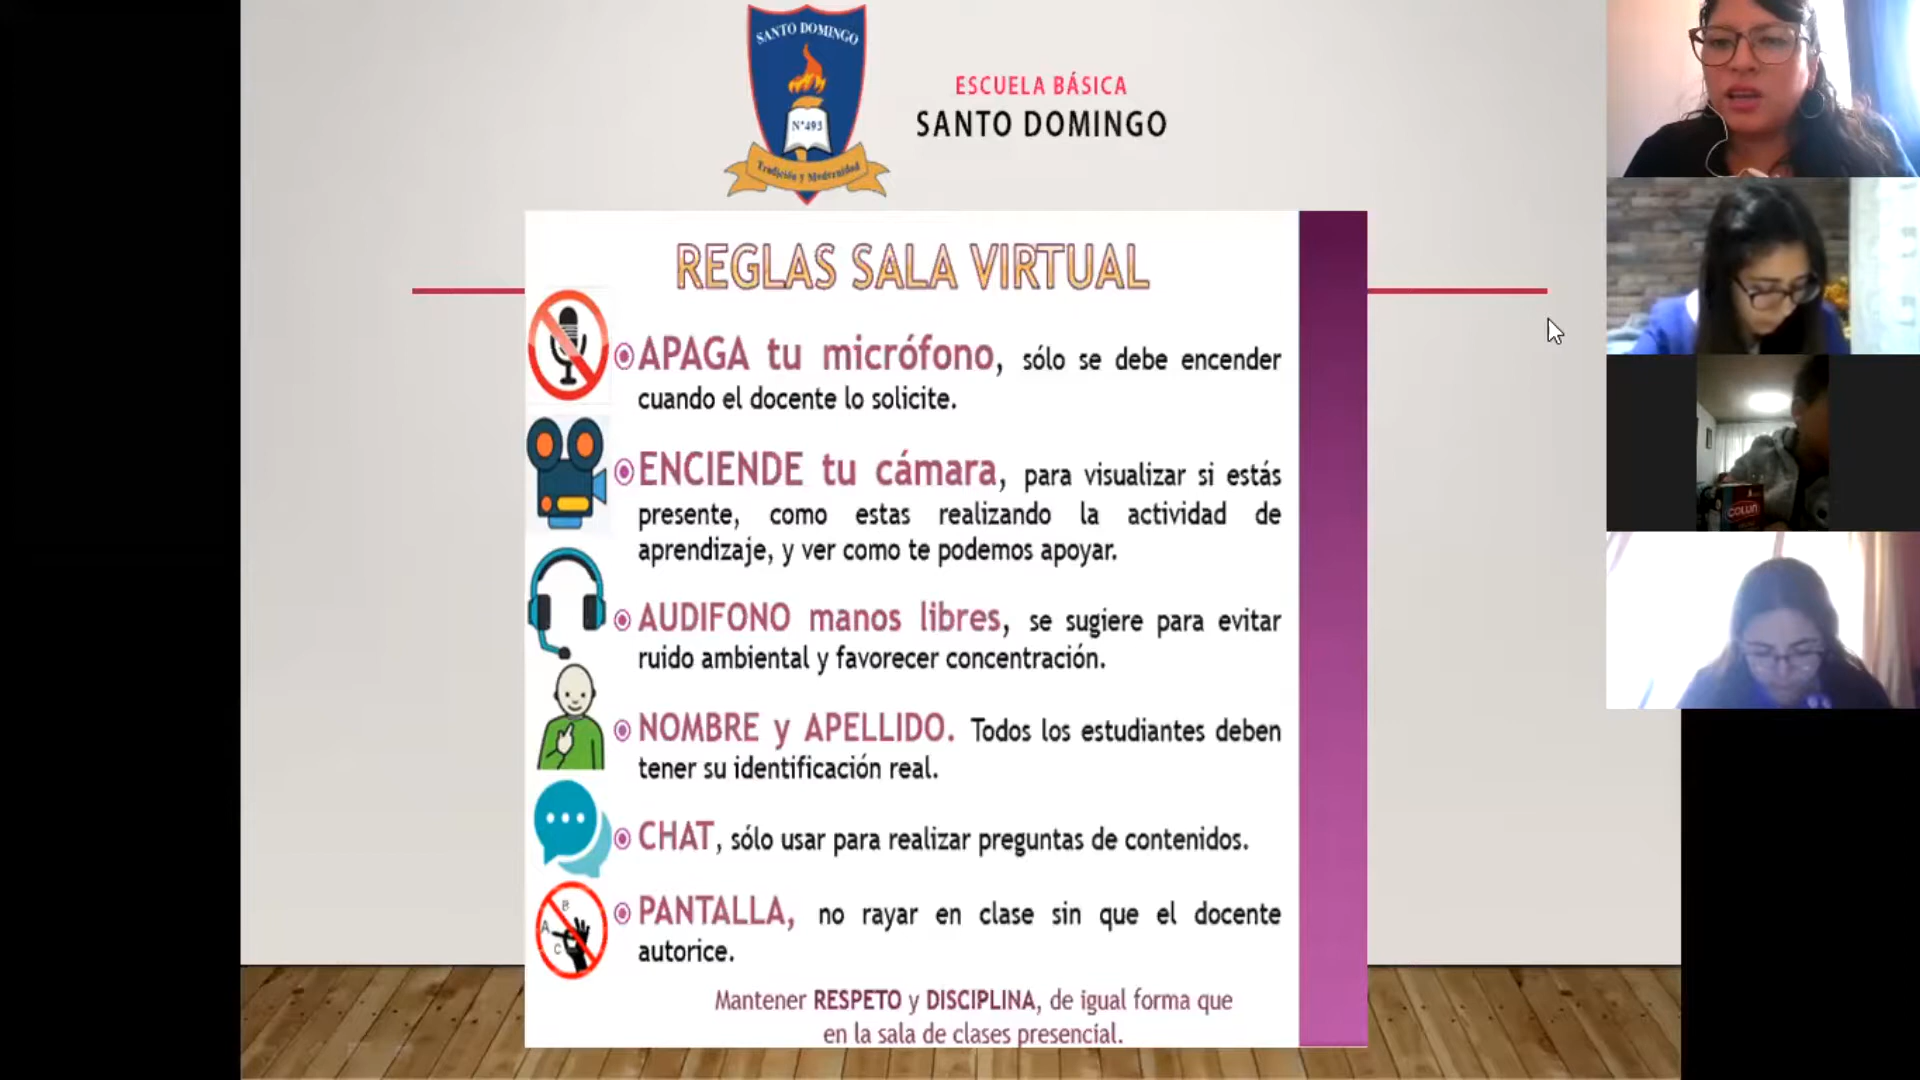 SANTO DOMINGO
N°493
Tradición y Modernidad
ESCUELA BÁSICA
SANTO DOMINGO
REGLAS SALA VIRTUAL
APAGA tu micrófono, sólo se debe encender
cuando el docente lo solicite.
ENCIENDE tu cámara, para visualizar si estás
presente, como estas realizando la actividad de
aprendizaje, y ver como te podemos apoyar.
AUDIFONO manos libres, se sugiere para evitar
ruido ambiental y favorecer concentración.
NOMBRE y APELLIDO. Todos los estudiantes deben
tener su identificación real.
CHAT, sólo usar para realizar preguntas de contenidos.
B
A
C
PANTALLA, no rayar en clase sin que el docente
autorice.
Mantener RESPETO y DISCIPLINA, de igual forma que
en la sala de clases presencial.
COLUN